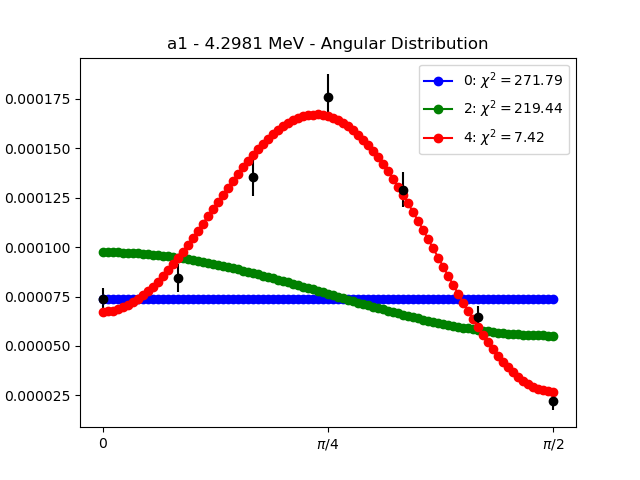 a1 - 4.2981 MeV - Angular Distribution
0: χ² = 271.79
2: χ² = 219.44
4: χ² = 7.42
0.000175
0.000150
0.000125
0.000100
0.000075
0.000050
0.000025
0
π/4
π/2